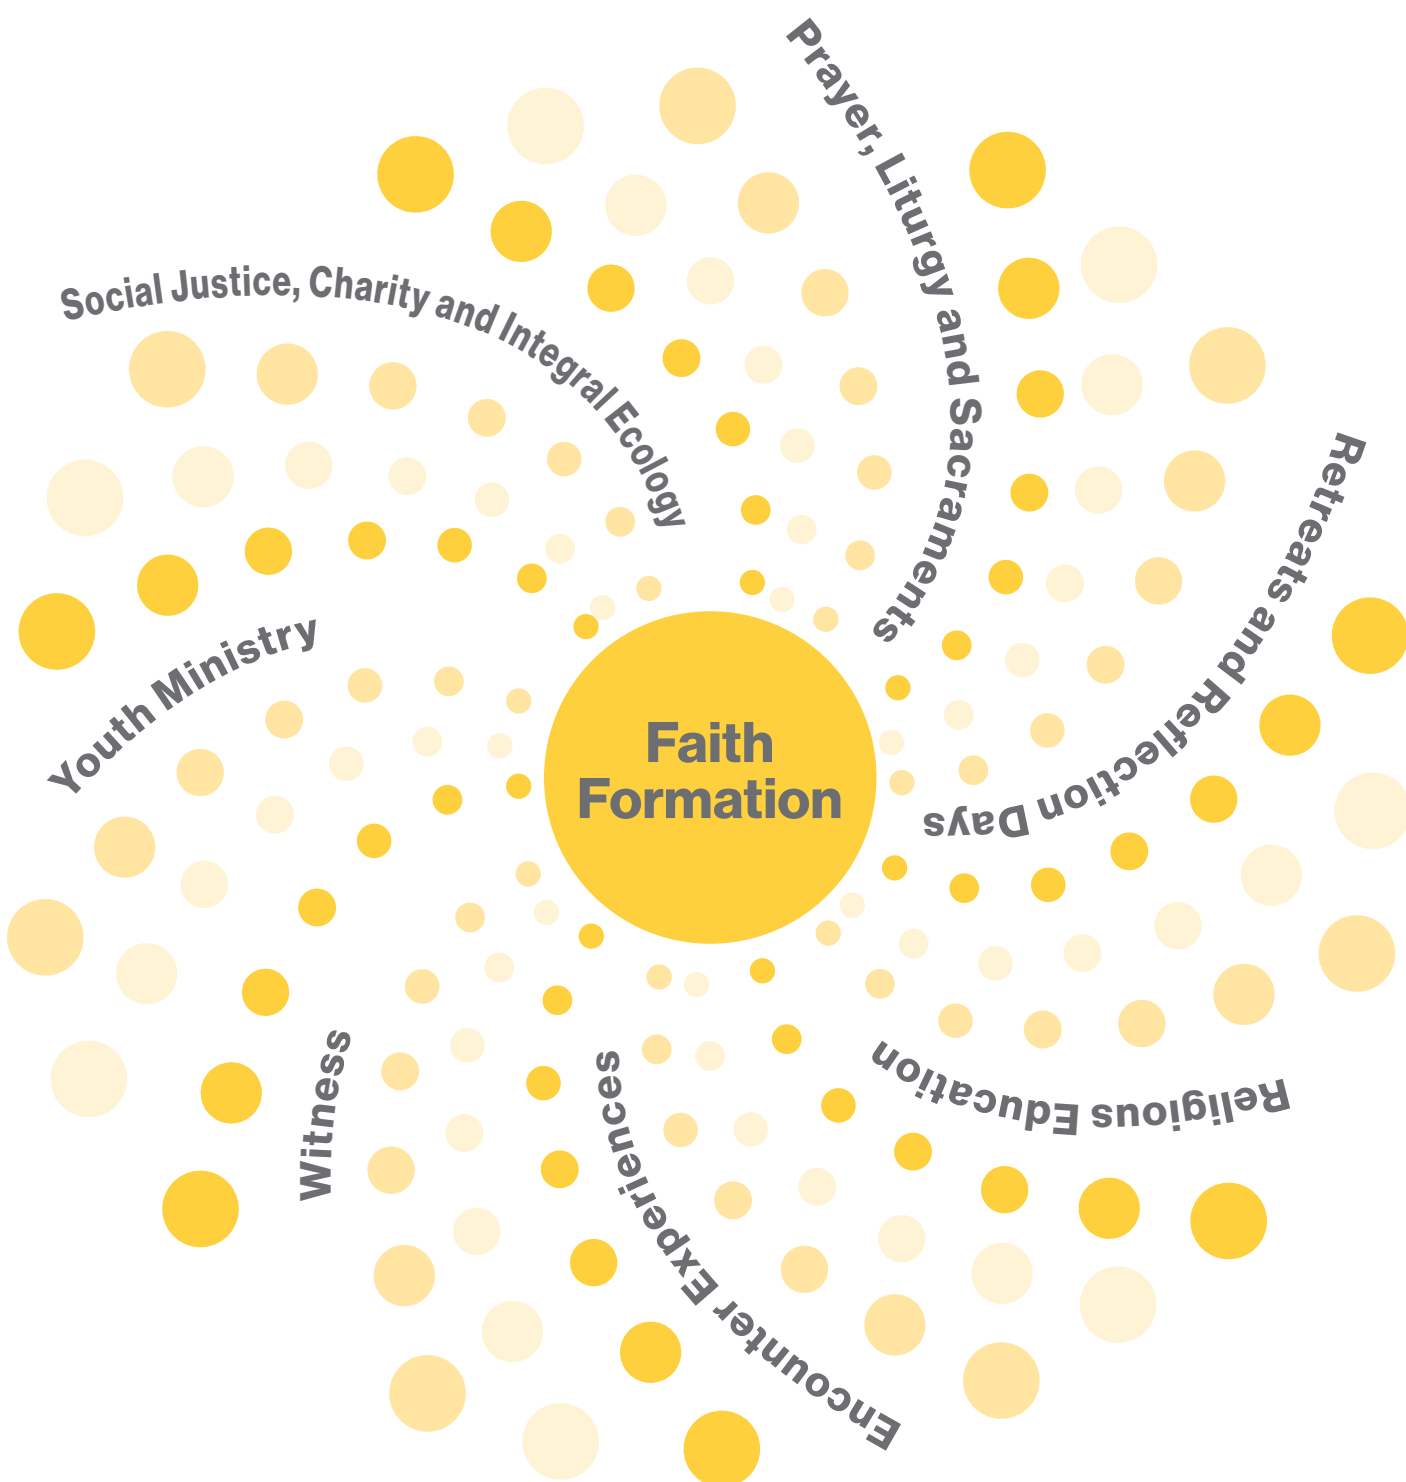 Faith
Formation
Prayer, Liturgy and Sacraments
Retreats and Reflection Days
Religious Education
Encounter Experiences
Witness
Youth Ministry
Social Justice, Charity and Integral Ecology